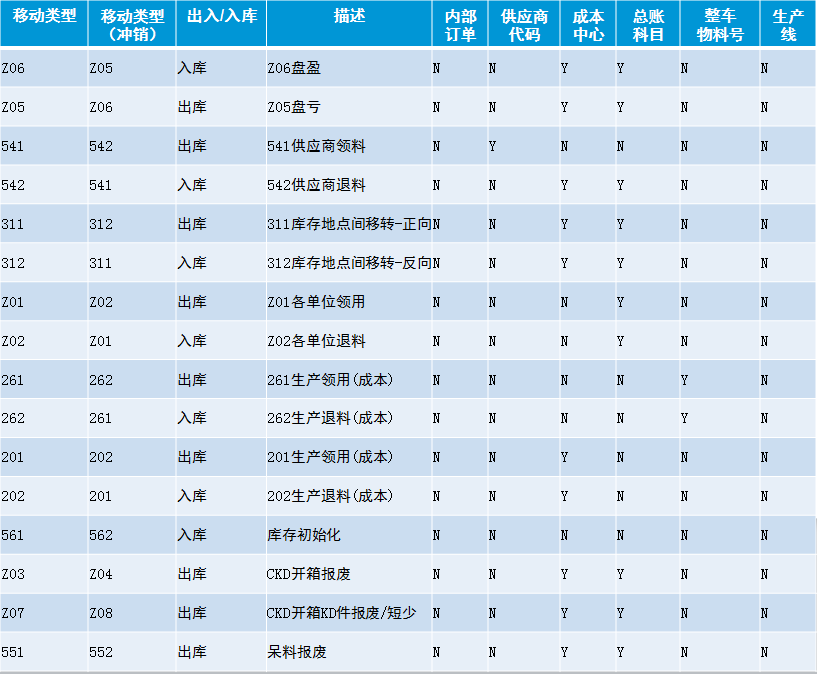 移动类型 移动类型（冲销） 出入/入库 描述 内部订单 供应商代码 成本中心 总账科目 整车物料号 生产线
Z06 Z05 入库 Z06盘盈 N N Y Y N N
Z05 Z06 出库 Z05盘亏 N N Y Y N N
541 542 出库 541供应商领料 N Y N N N N
542 541 入库 542供应商退料 N N Y Y N N
311 312 出库 311库存地点间移转-正向 N N Y Y N N
312 311 入库 312库存地点间移转-反向 N N Y Y N N
Z01 Z02 出库 Z01各单位领用 N N N Y N N
Z02 Z01 入库 Z02各单位退料 N N N Y N N
261 262 出库 261生产领用(成本) N N N N Y N
262 261 入库 262生产退料(成本) N N N N Y N
201 202 出库 201生产领用(成本) N N Y N N N
202 201 入库 202生产退料(成本) N N Y N N N
561 562 入库 库存初始化 N N N N N N
Z03 Z04 出库 CKD开箱报废 N N Y Y N N
Z07 Z08 出库 CKD开箱KD件报废/短少 N N Y Y N N
551 552 出库 呆料报废 N N Y Y N N